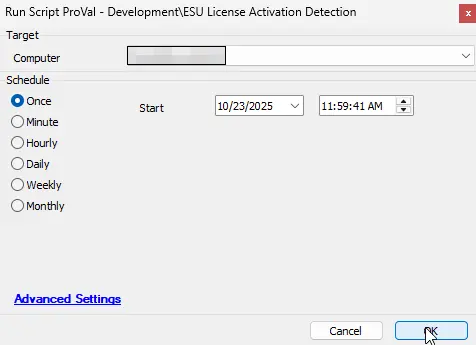 Run Script ProVal - Development\ESU License Activation Detection
x
Target
Computer
Schedule
Once
Start
10/23/2025
11:59:41 AM
Minute
Hourly
Daily
Weekly
Monthly
Advanced Settings
Cancel
OK